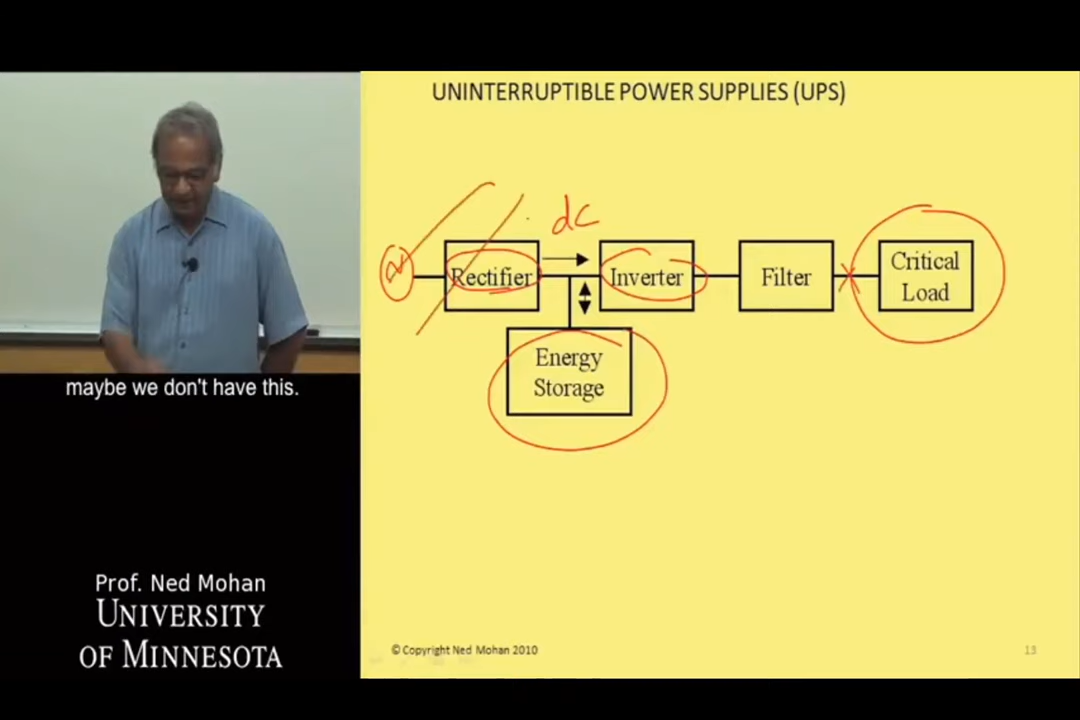 UNINTERRUPTIBLE POWER SUPPLIES (UPS)
dc
Rectifier
Inverter
Filter
Critical
Load
Energy
Storage
maybe we don't have this.
Prof. Ned Mohan
UNIVERSITY
OF MINNESOTA
© Copyright Ned Mohan 2010
13